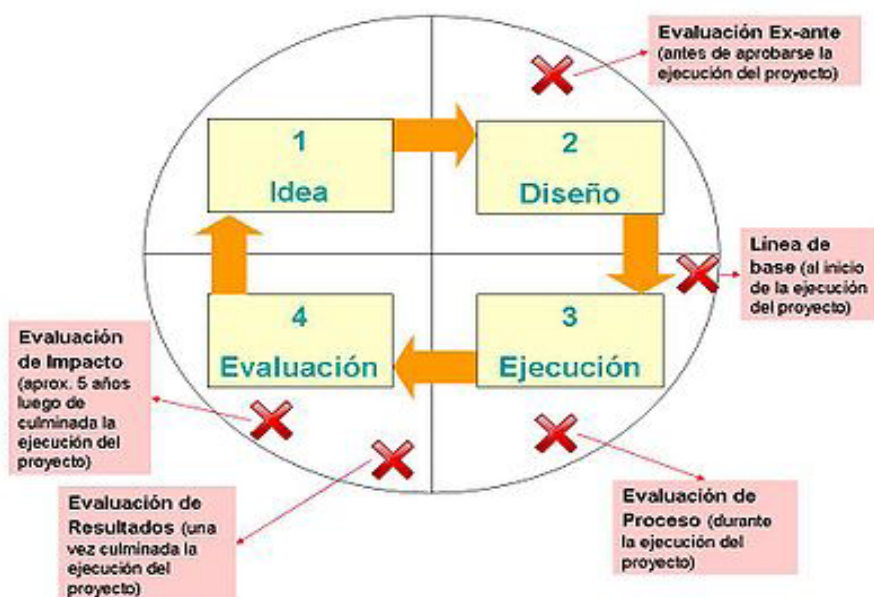 Evaluación Ex-ante
(antes de aprobarse la
ejecución del proyecto)
1
Idea
2
Diseño
Línea de
base (al inicio
de la ejecución
del proyecto)
4
Evaluación
3
Ejecución
Evaluación
de Impacto
(aprox. 5 años
luego de
culminada la
ejecución del
proyecto)
Evaluación de
Resultados (una
vez culminada la
ejecución del
proyecto)
Evaluación de
Proceso (durante
la ejecución del
proyecto)